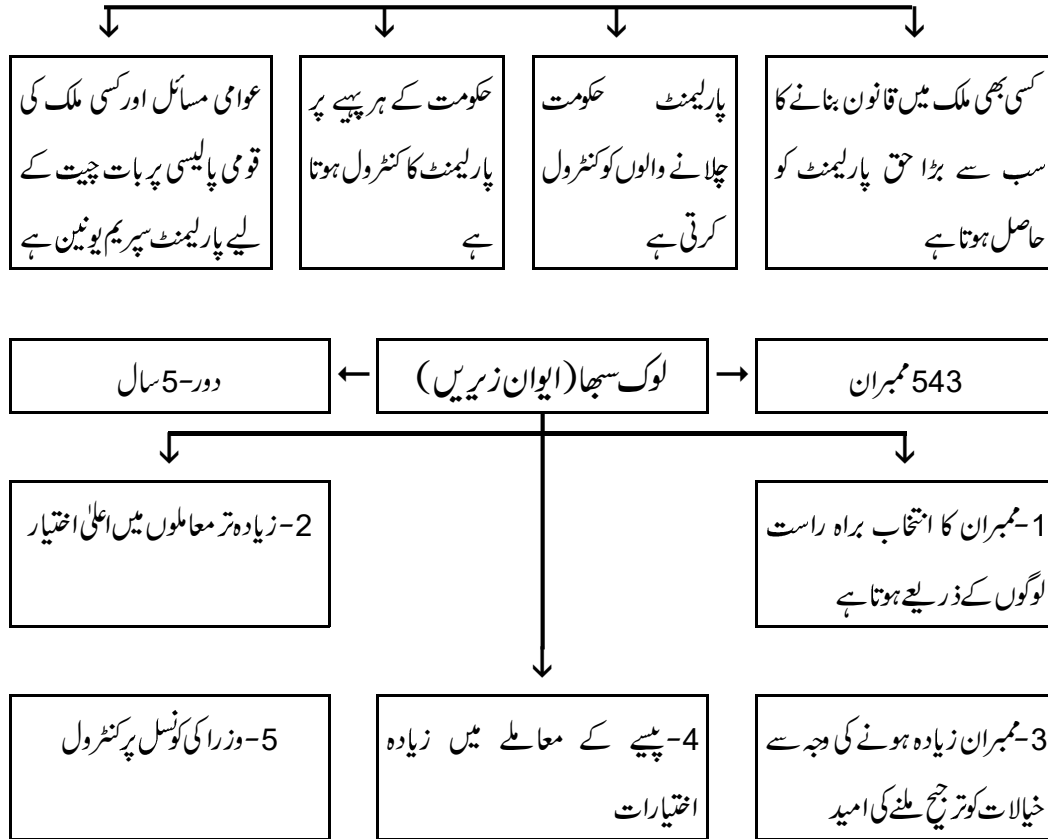 کسی بھی ملک میں قانون بنانے کا
سب سے بڑا حق پارلیمنٹ کو
حاصل ہوتا ہے
پارلیمنٹ حکومت
چلانے والوں کو کنٹرول
کرتی ہے
حکومت کے ہر پہیے پر
پارلیمنٹ کا کنٹرول ہوتا
ہے
عوامی مسائل اور کسی ملک کی
قومی پالیسی پر بات چیت کے
لیے پارلیمنٹ سپریم یونین ہے
543 ممبران
لوک سبھا (ایوان زیریں)
دور-5 سال
1-ممبران کا انتخاب براہ راست
لوگوں کے ذریعے ہوتا ہے
2-زیادہ تر معاملوں میں اعلیٰ اختیار
3-ممبران زیادہ ہونے کی وجہ سے
خیالات کو ترجیح ملنے کی امید
4-پیسے کے معاملے میں زیادہ
اختیارات
5-وزرا کی کونسل پر کنٹرول